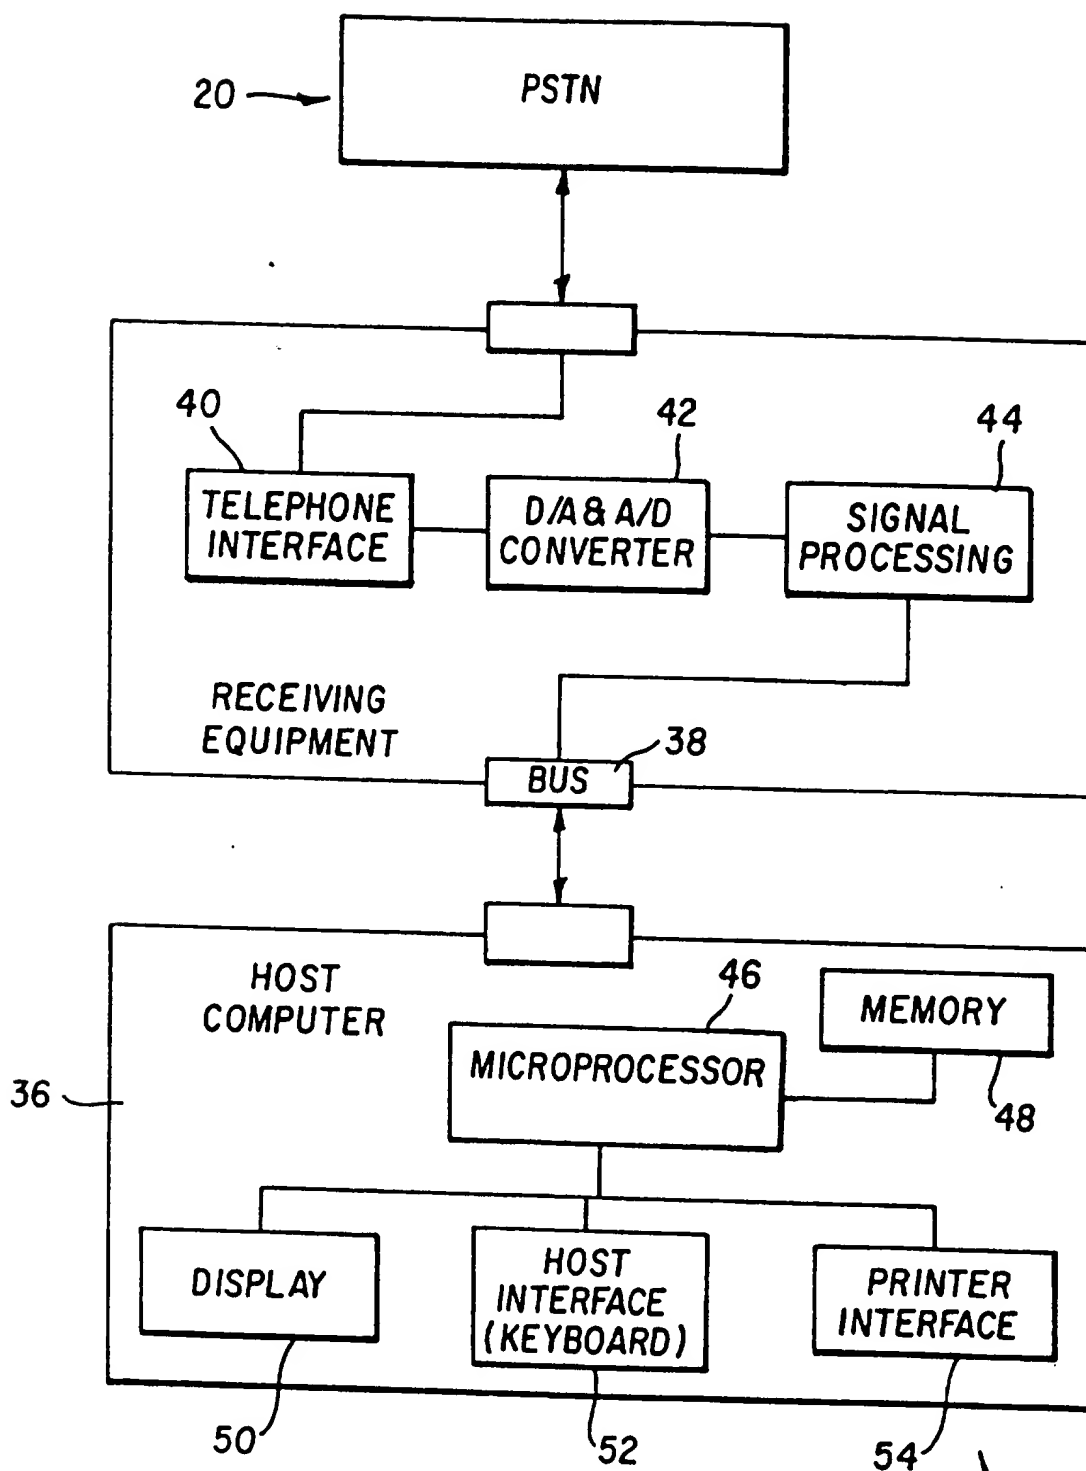 20
PSTN
40
42
44
TELEPHONE
INTERFACE
D/A & A/D
CONVERTER
SIGNAL
PROCESSING
RECEIVING
EQUIPMENT
BUS
38
HOST
COMPUTER
46
MEMORY
MICROPROCESSOR
36
48
DISPLAY
HOST
INTERFACE
(KEYBOARD)
PRINTER
INTERFACE
50
52
54